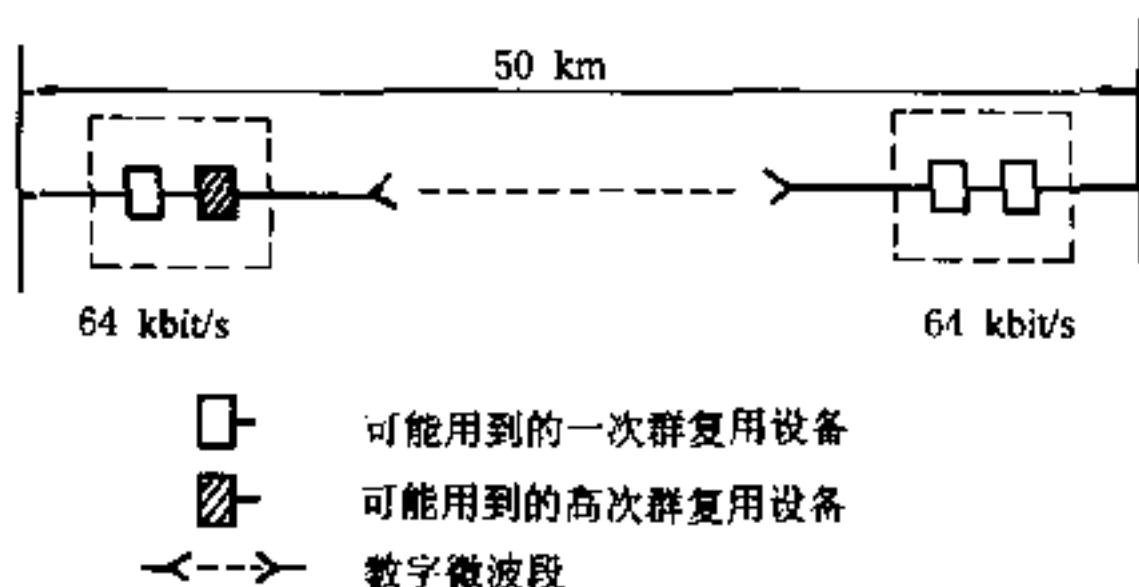 50 km
64 kbit/s
64 kbit/s
可能用到的一次群复用设备
可能用到的高次群复用设备
数字微波段